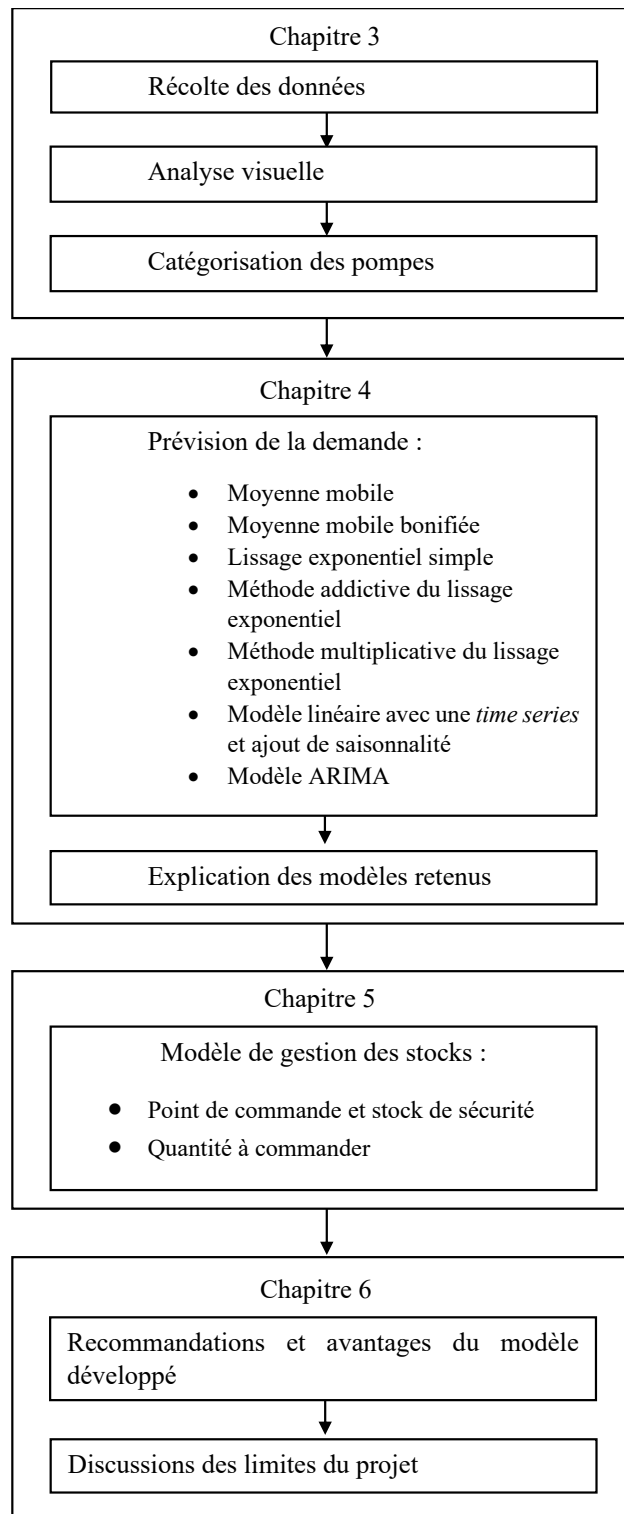 Chapitre 3
Récolte des données
Analyse visuelle
Catégorisation des pompes
Chapitre 4
Prévision de la demande :
• Moyenne mobile
• Moyenne mobile bonifiée
• Lissage exponentiel simple
• Méthode addictive du lissage
exponentiel
• Méthode multiplicative du lissage
exponentiel
• Modèle linéaire avec une time series
et ajout de saisonnalité
• Modèle ARIMA
Explication des modèles retenus
Chapitre 5
Modèle de gestion des stocks :
• Point de commande et stock de sécurité
• Quantité à commander
Chapitre 6
Recommandations et avantages du modèle
développé
Discussions des limites du projet